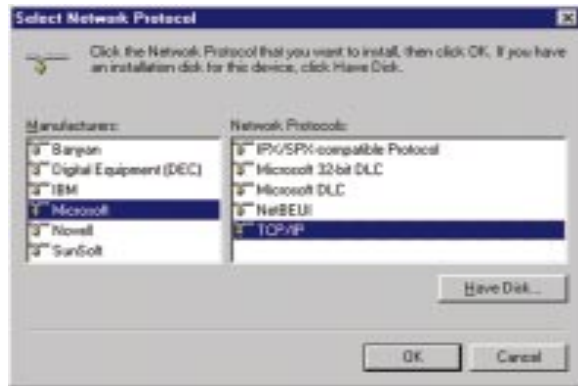 Select Network Protocol
Click the Network Protocol that you want to install, then click OK. If you have
an installation disk for this device, click Have Disk.
Manufacturers:
Banyan
Digital Equipment (DEC)
IBM
Microsoft
Novell
SunSoft
Network Protocols:
IPX/SPX-compatible Protocol
Microsoft 32-bit DLC
Microsoft DLC
NetBEUI
TCP/IP
Have Disk...
OK
Cancel